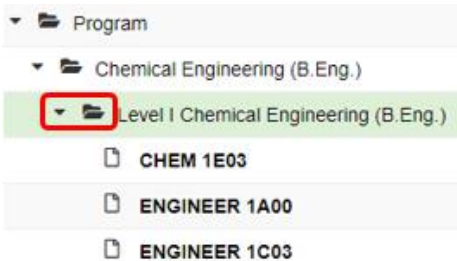 Program
Chemical Engineering (B.Eng.)
Level I Chemical Engineering (B.Eng.)
CHEM 1E03
ENGINEER 1A00
ENGINEER 1C03